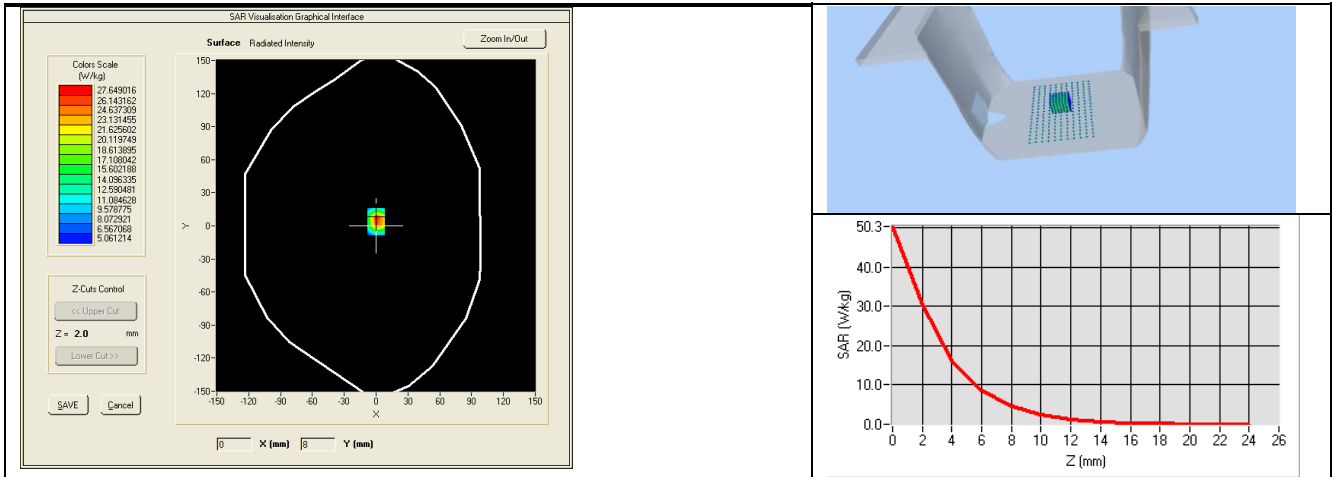 SAR Visualisation Graphical Interface
Surface Radiated Intensity
Zoom In/Out
Colors Scale
(W/kg)
27.649016
26.143162
24.637309
23.131455
21.625602
20.119749
18.613895
17.108042
15.602188
14.096335
12.590481
11.084628
9.578775
8.072921
6.567068
5.061214
Z-Cuts Control
<< Upper Cut
Z = 2.0 mm
Lower Cut >>
SAVE Cancel
150
120
90
60
30
0
-30
-60
-90
-120
-150
Y
-150 -120 -90 -60 -30 0 30 60 90 120 150
X
0 X (mm) 8 Y (mm)
50.3
40.0
30.0
20.0
10.0
0.0
SAR (W/kg)
0 2 4 6 8 10 12 14 16 18 20 22 24 26
Z (mm)